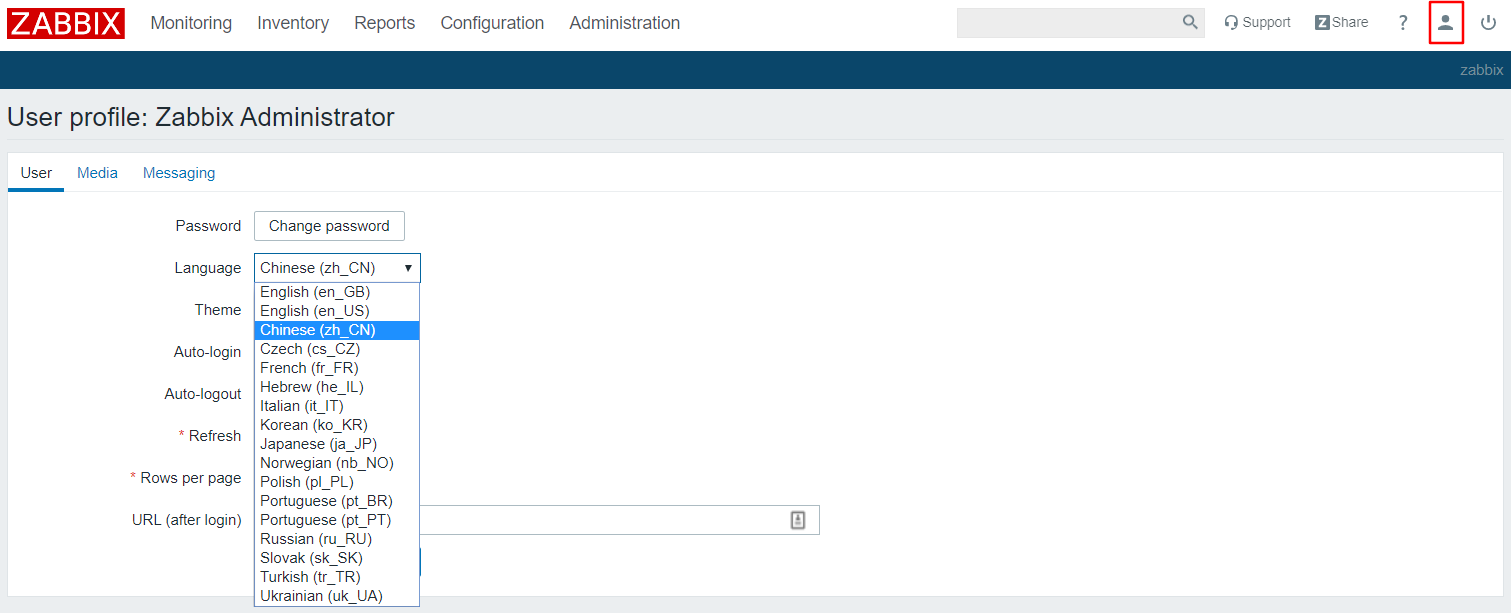 ZABBIX Monitoring Inventory Reports Configuration Administration Support Z Share ?
zabbix
User profile: Zabbix Administrator
User Media Messaging
Password Change password
Language Chinese (zh_CN) ▼
English (en_GB)
Theme English (en_US)
Chinese (zh_CN)
Auto-login Czech (cs_CZ)
French (fr_FR)
Auto-logout Hebrew (he_IL)
Italian (it_IT)
* Refresh Korean (ko_KR)
Japanese (ja_JP)
Norwegian (nb_NO)
* Rows per page Polish (pl_PL)
Portuguese (pt_BR)
URL (after login) Portuguese (pt_PT)
Russian (ru_RU)
Slovak (sk_SK)
Turkish (tr_TR)
Ukrainian (uk_UA)